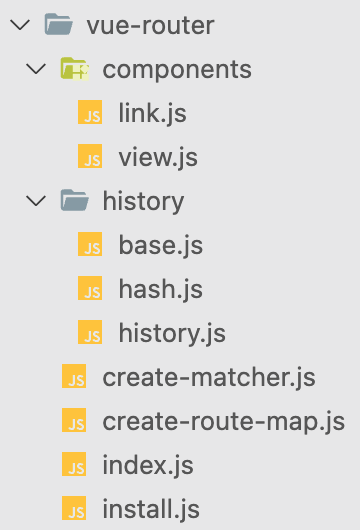 vue-router
components
JS link.js
JS view.js
history
JS base.js
JS hash.js
JS history.js
JS create-matcher.js
JS create-route-map.js
JS index.js
JS install.js